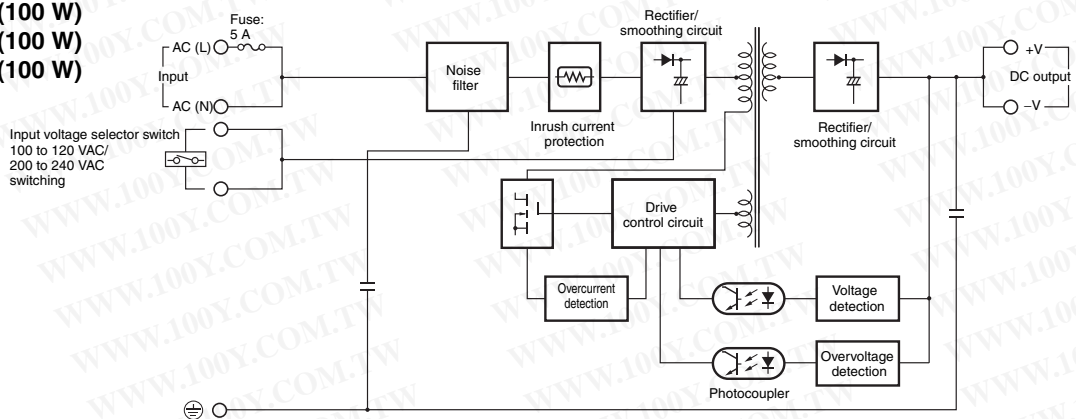 (100 W)
(100 W)
(100 W)
Fuse:
5 A
AC (L)
Input
AC (N)
Input voltage selector switch
100 to 120 VAC/
200 to 240 VAC
switching
Noise
filter
Inrush current
protection
Rectifier/
smoothing circuit
Rectifier/
smoothing circuit
+V
DC output
−V
Drive
control circuit
Overcurrent
detection
Voltage
detection
Overvoltage
detection
Photocoupler
WWW.100Y.COM.TW